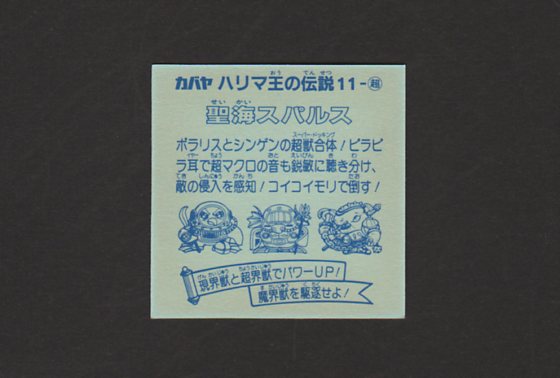 カバヤ ハリマ王の伝説 11-超
聖海スパルス
ポラリスとシンゲンの超獣合体！ピラピ
ラ耳で超マクロの音も鋭敏に聴き分け、
敵の侵入を感知！コイコイモリで倒す！
現界獣と超界獣でパワーUP！
魔界獣を駆逐せよ！